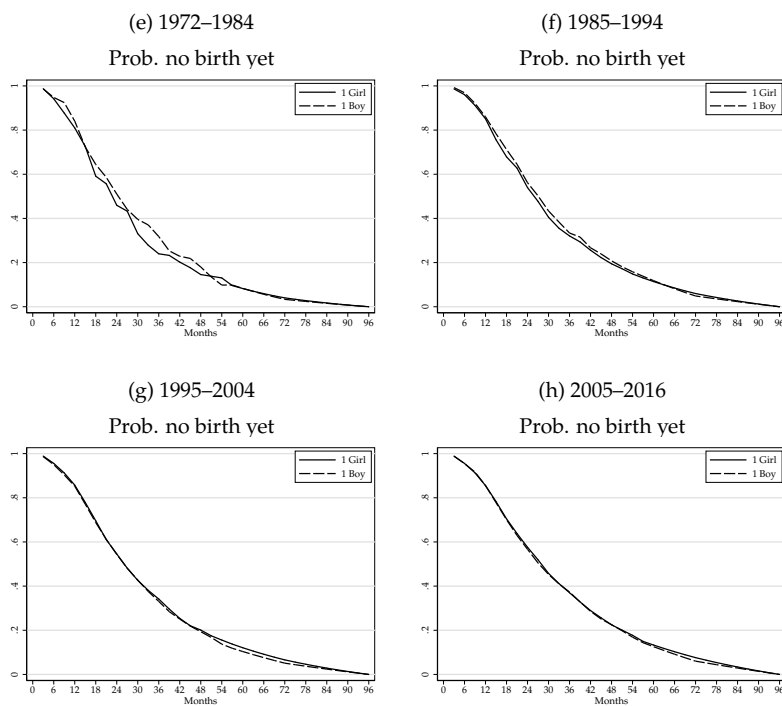 (e) 1972–1984
Prob. no birth yet
1 Girl
1 Boy
0 .2 .4 .6 .8 1
0 6 12 18 24 30 36 42 48 54 60 66 72 78 84 90 96
Months
(f) 1985–1994
Prob. no birth yet
1 Girl
1 Boy
0 .2 .4 .6 .8 1
0 6 12 18 24 30 36 42 48 54 60 66 72 78 84 90 96
Months
(g) 1995–2004
Prob. no birth yet
1 Girl
1 Boy
0 .2 .4 .6 .8 1
0 6 12 18 24 30 36 42 48 54 60 66 72 78 84 90 96
Months
(h) 2005–2016
Prob. no birth yet
1 Girl
1 Boy
0 .2 .4 .6 .8 1
0 6 12 18 24 30 36 42 48 54 60 66 72 78 84 90 96
Months